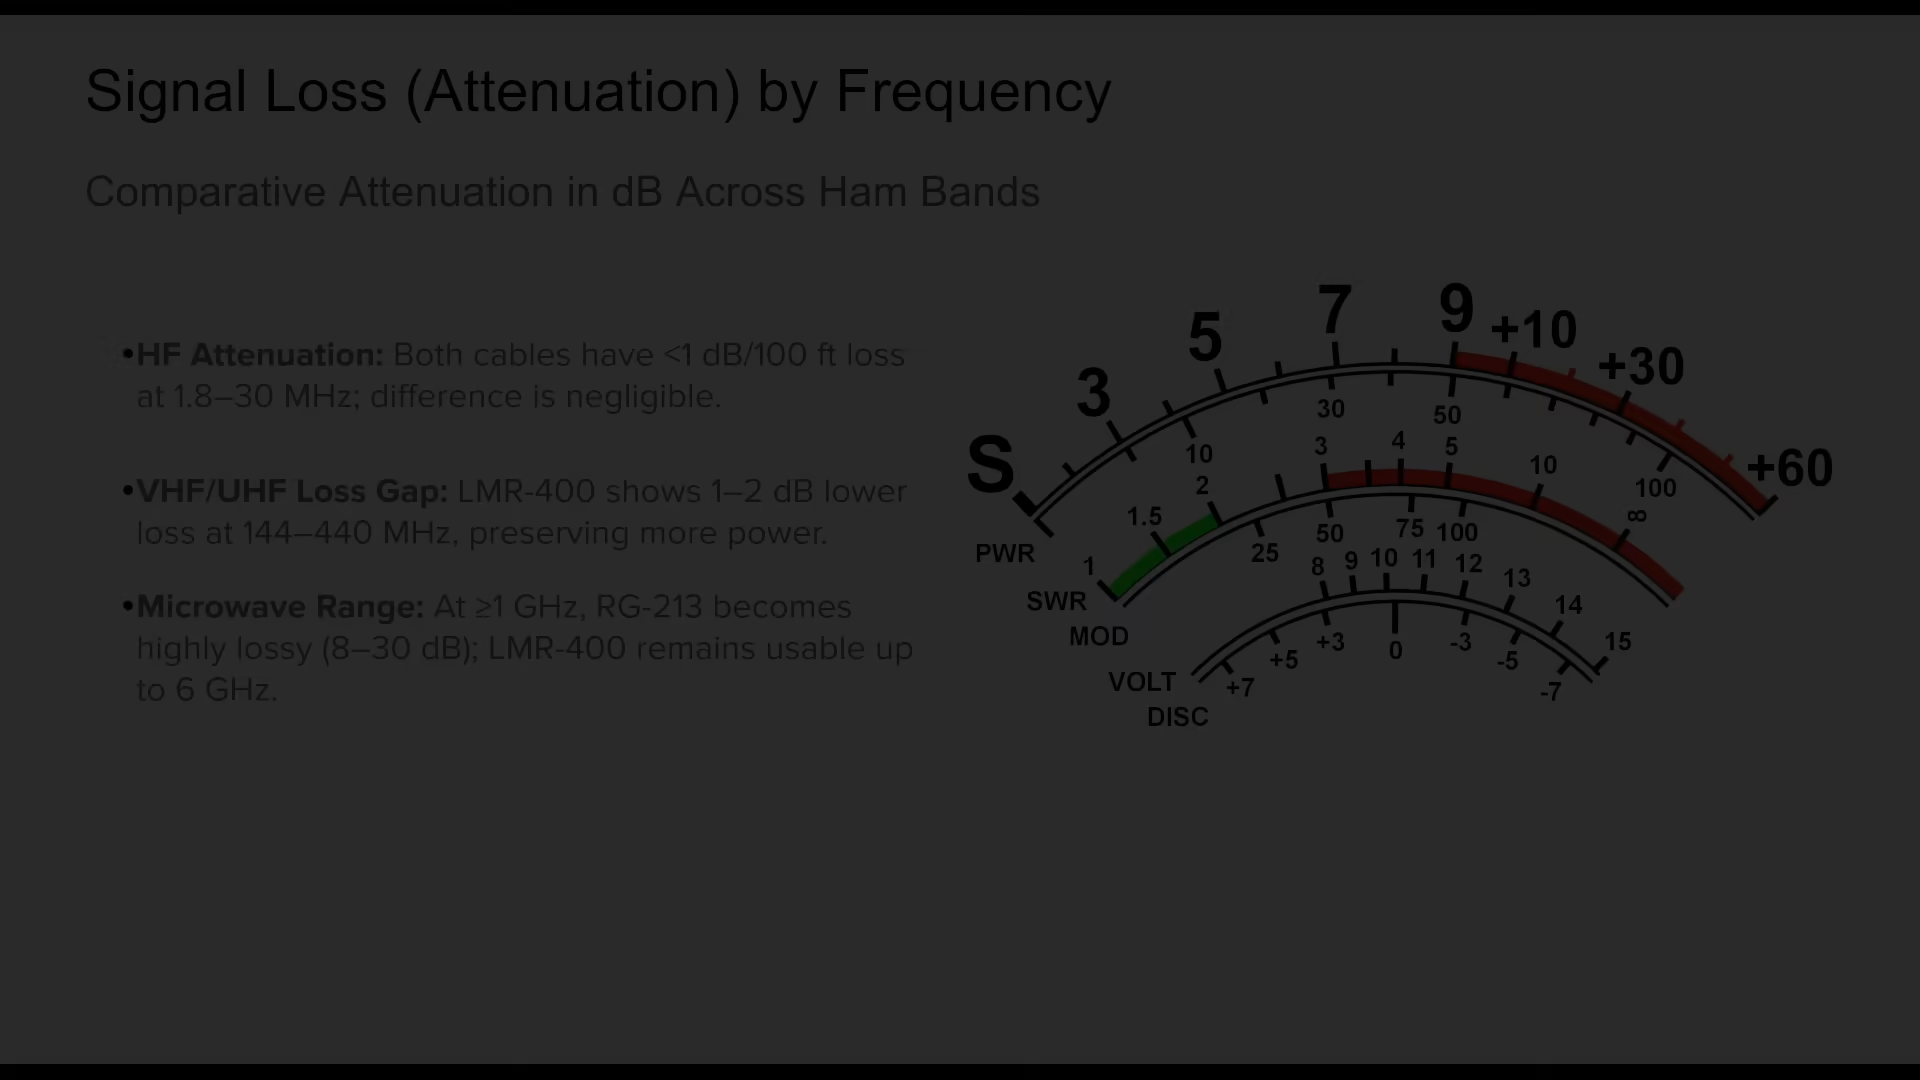 Signal Loss (Attenuation) by Frequency
Comparative Attenuation in dB Across Ham Bands
•HF Attenuation: Both cables have <1 dB/100 ft loss
at 1.8–30 MHz; difference is negligible.
•VHF/UHF Loss Gap: LMR-400 shows 1–2 dB lower
loss at 144–440 MHz, preserving more power.
•Microwave Range: At ≥1 GHz, RG-213 becomes
highly lossy (8–30 dB); LMR-400 remains usable up
to 6 GHz.
S 3 5 7 9 +10 +30 +60
PWR 10 30 50 100
SWR 1 1.5 2 3 4 5 10 ∞
MOD 25 50 75 100
VOLT 8 9 10 11 12 13 14 15
DISC +7 +5 +3 0 -3 -5 -7